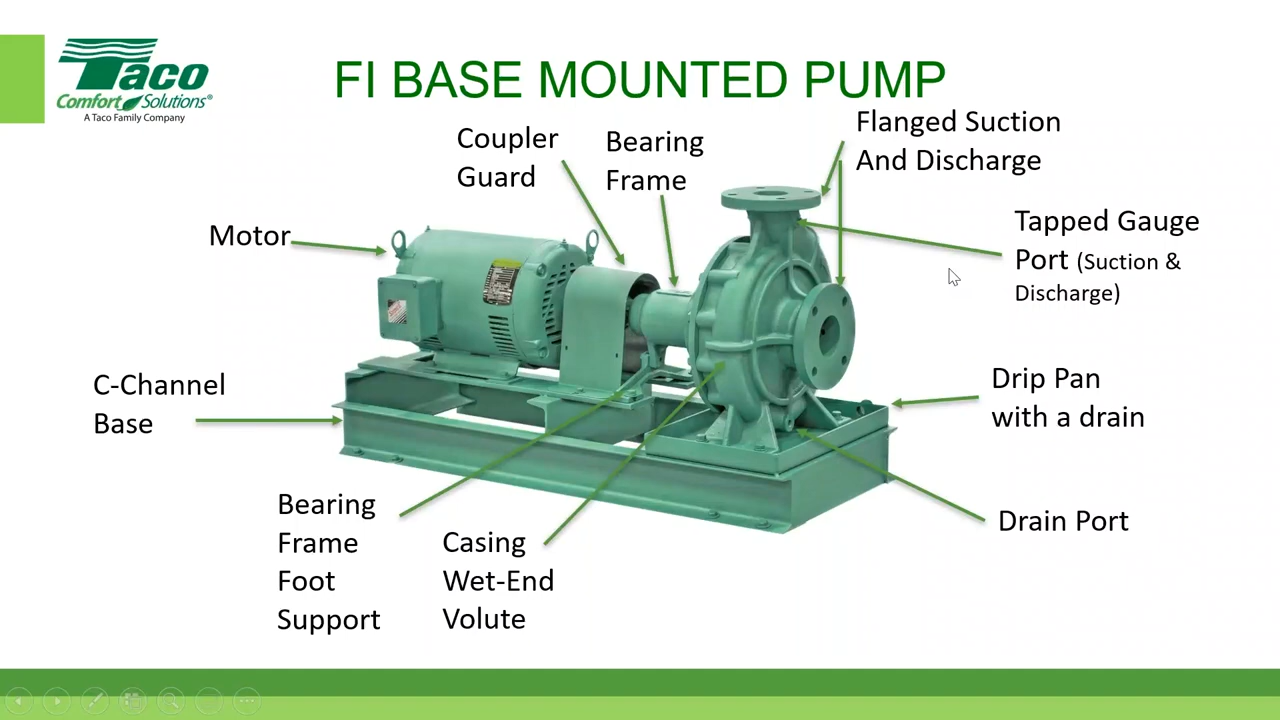 Taco
Comfort Solutions®
A Taco Family Company
FI BASE MOUNTED PUMP
Coupler
Guard
Bearing
Frame
Flanged Suction
And Discharge
Motor
Tapped Gauge
Port (Suction &
Discharge)
C-Channel
Base
Drip Pan
with a drain
Bearing
Frame
Foot
Support
Casing
Wet-End
Volute
Drain Port